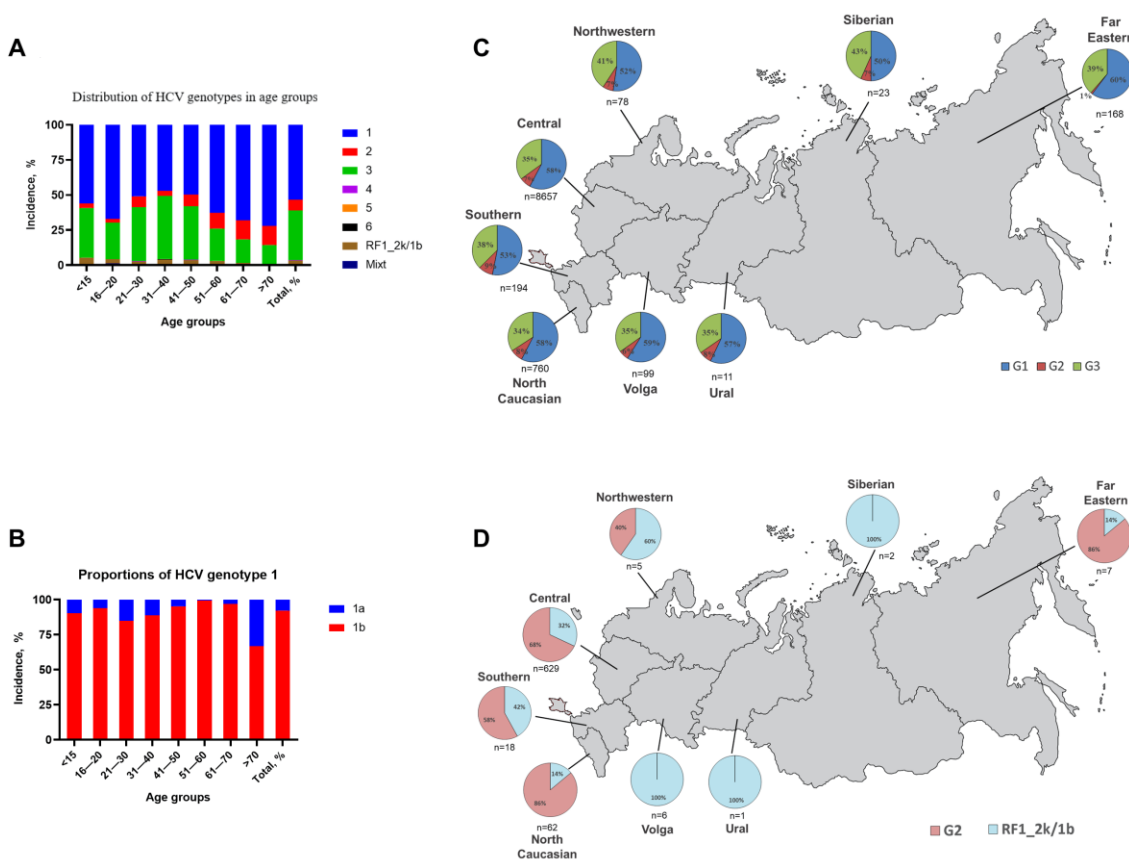 A
Distribution of HCV genotypes in age groups
Incidence, %
100
75
50
25
0
<15
16—20
21—30
31—40
41—50
51—60
61—70
>70
Total, %
Age groups
1
2
3
4
5
6
RF1_2k/1b
Mixt
B
Proportions of HCV genotype 1
Incidence, %
100
75
50
25
0
<15
16—20
21—30
31—40
41—50
51—60
61—70
>70
Total, %
Age groups
1a
1b
C
Northwestern
41%
52%
n=78
Siberian
43%
50%
n=23
Far
Eastern
39%
60%
1%
n=168
Central
35%
58%
n=8657
Southern
38%
53%
9%
n=194
34%
58%
8%
n=760
North
Caucasian
35%
59%
n=99
Volga
35%
57%
n=11
Ural
G1
G2
G3
D
Northwestern
40%
60%
n=5
Siberian
100%
n=2
Far
Eastern
14%
86%
n=7
Central
32%
68%
n=629
Southern
42%
58%
n=18
14%
86%
n=62
North
Caucasian
100%
n=6
Volga
100%
n=1
Ural
G2
RF1_2k/1b